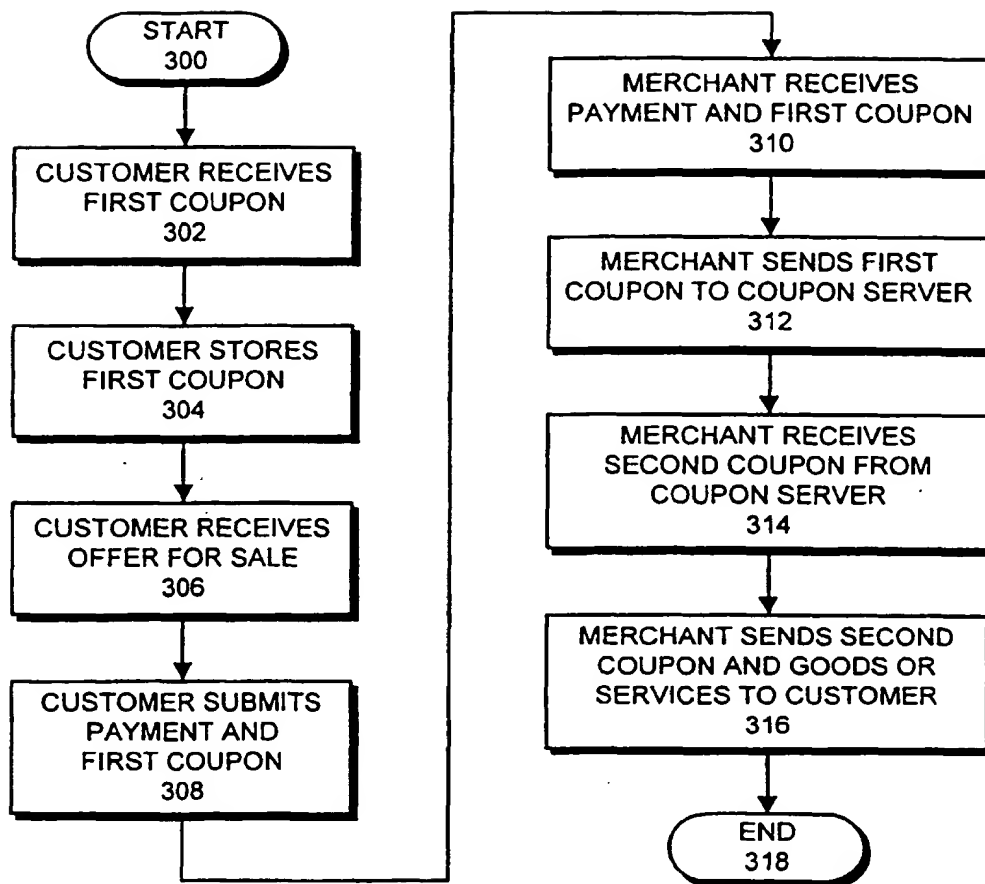 START
300
CUSTOMER RECEIVES
FIRST COUPON
302
CUSTOMER STORES
FIRST COUPON
304
CUSTOMER RECEIVES
OFFER FOR SALE
306
CUSTOMER SUBMITS
PAYMENT AND
FIRST COUPON
308
MERCHANT RECEIVES
PAYMENT AND FIRST COUPON
310
MERCHANT SENDS FIRST
COUPON TO COUPON SERVER
312
MERCHANT RECEIVES
SECOND COUPON FROM
COUPON SERVER
314
MERCHANT SENDS SECOND
COUPON AND GOODS OR
SERVICES TO CUSTOMER
316
END
318